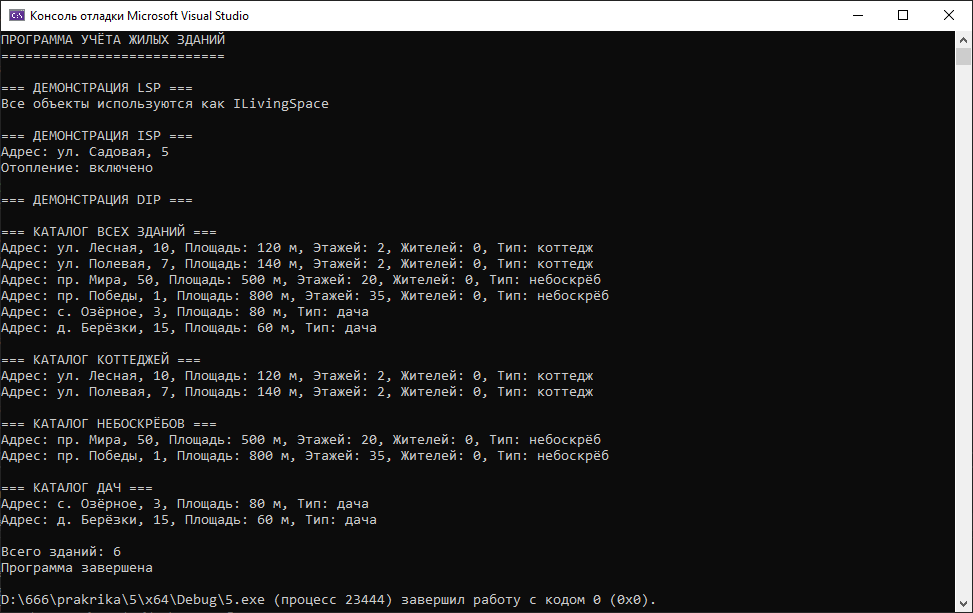 Консоль отладки Microsoft Visual Studio
ПРОГРАММА УЧЁТА ЖИЛЫХ ЗДАНИЙ
============================
=== ДЕМОНСТРАЦИЯ LSP ===
Все объекты используются как ILivingSpace
=== ДЕМОНСТРАЦИЯ ISP ===
Адрес: ул. Садовая, 5
Отопление: включено
=== ДЕМОНСТРАЦИЯ DIP ===
=== КАТАЛОГ ВСЕХ ЗДАНИЙ ===
Адрес: ул. Лесная, 10, Площадь: 120 м, Этажей: 2, Жителей: 0, Тип: коттедж
Адрес: ул. Полевая, 7, Площадь: 140 м, Этажей: 2, Жителей: 0, Тип: коттедж
Адрес: пр. Мира, 50, Площадь: 500 м, Этажей: 20, Жителей: 0, Тип: небоскрёб
Адрес: пр. Победы, 1, Площадь: 800 м, Этажей: 35, Жителей: 0, Тип: небоскрёб
Адрес: с. Озёрное, 3, Площадь: 80 м, Тип: дача
Адрес: д. Берёзки, 15, Площадь: 60 м, Тип: дача
=== КАТАЛОГ КОТТЕДЖЕЙ ===
Адрес: ул. Лесная, 10, Площадь: 120 м, Этажей: 2, Жителей: 0, Тип: коттедж
Адрес: ул. Полевая, 7, Площадь: 140 м, Этажей: 2, Жителей: 0, Тип: коттедж
=== КАТАЛОГ НЕБОСКРЁБОВ ===
Адрес: пр. Мира, 50, Площадь: 500 м, Этажей: 20, Жителей: 0, Тип: небоскрёб
Адрес: пр. Победы, 1, Площадь: 800 м, Этажей: 35, Жителей: 0, Тип: небоскрёб
=== КАТАЛОГ ДАЧ ===
Адрес: с. Озёрное, 3, Площадь: 80 м, Тип: дача
Адрес: д. Берёзки, 15, Площадь: 60 м, Тип: дача
Всего зданий: 6
Программа завершена
D:\666\prakrika\5\x64\Debug\5.exe (процесс 23444) завершил работу с кодом 0 (0x0).